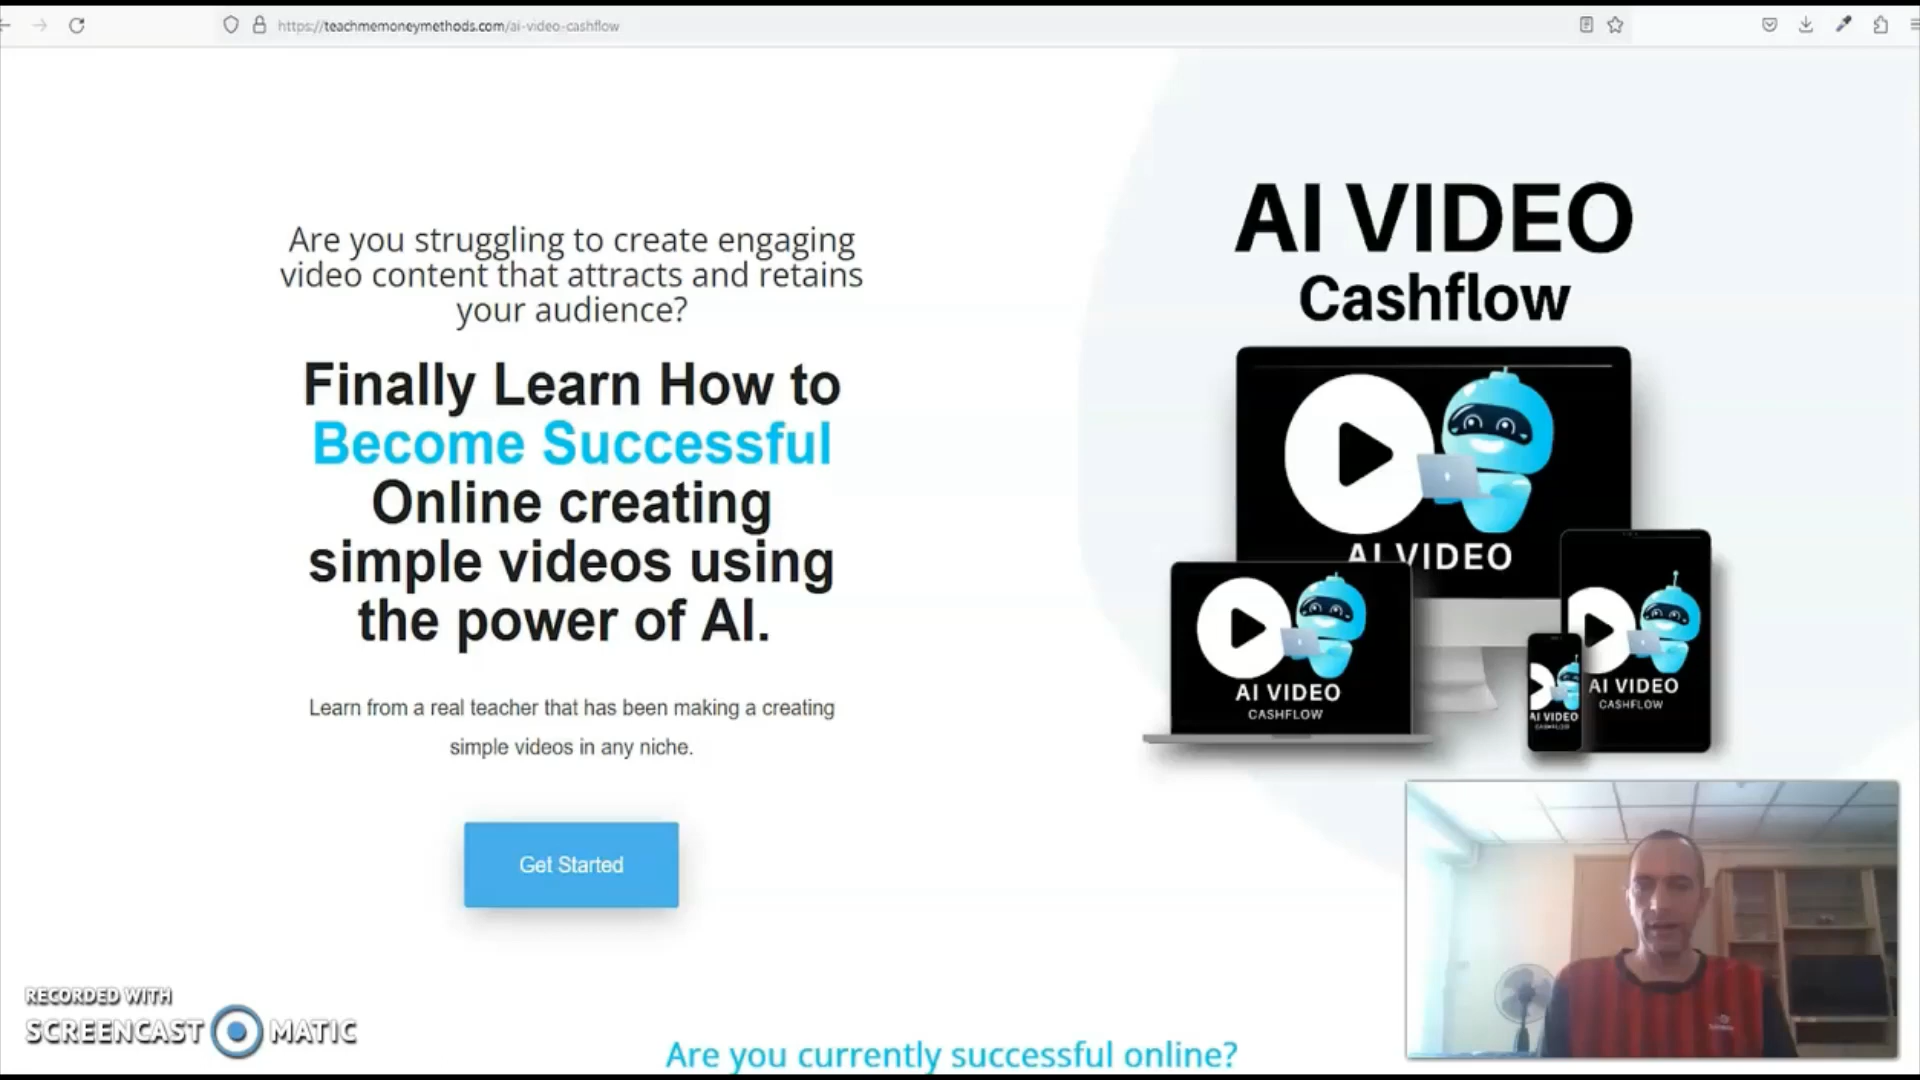 https://teachmemoneymethods.com/ai-video-cashflow
Are you struggling to create engaging
video content that attracts and retains
your audience?
Finally Learn How to
Become Successful
Online creating
simple videos using
the power of AI.
Learn from a real teacher that has been making a creating
simple videos in any niche.
Get Started
AI VIDEO
Cashflow
AI VIDEO
AI VIDEO
CASHFLOW
AI VIDEO
CASHFLOW
AI VIDEO
CASHFLOW
RECORDED WITH
SCREENCAST MATIC
Are you currently successful online?